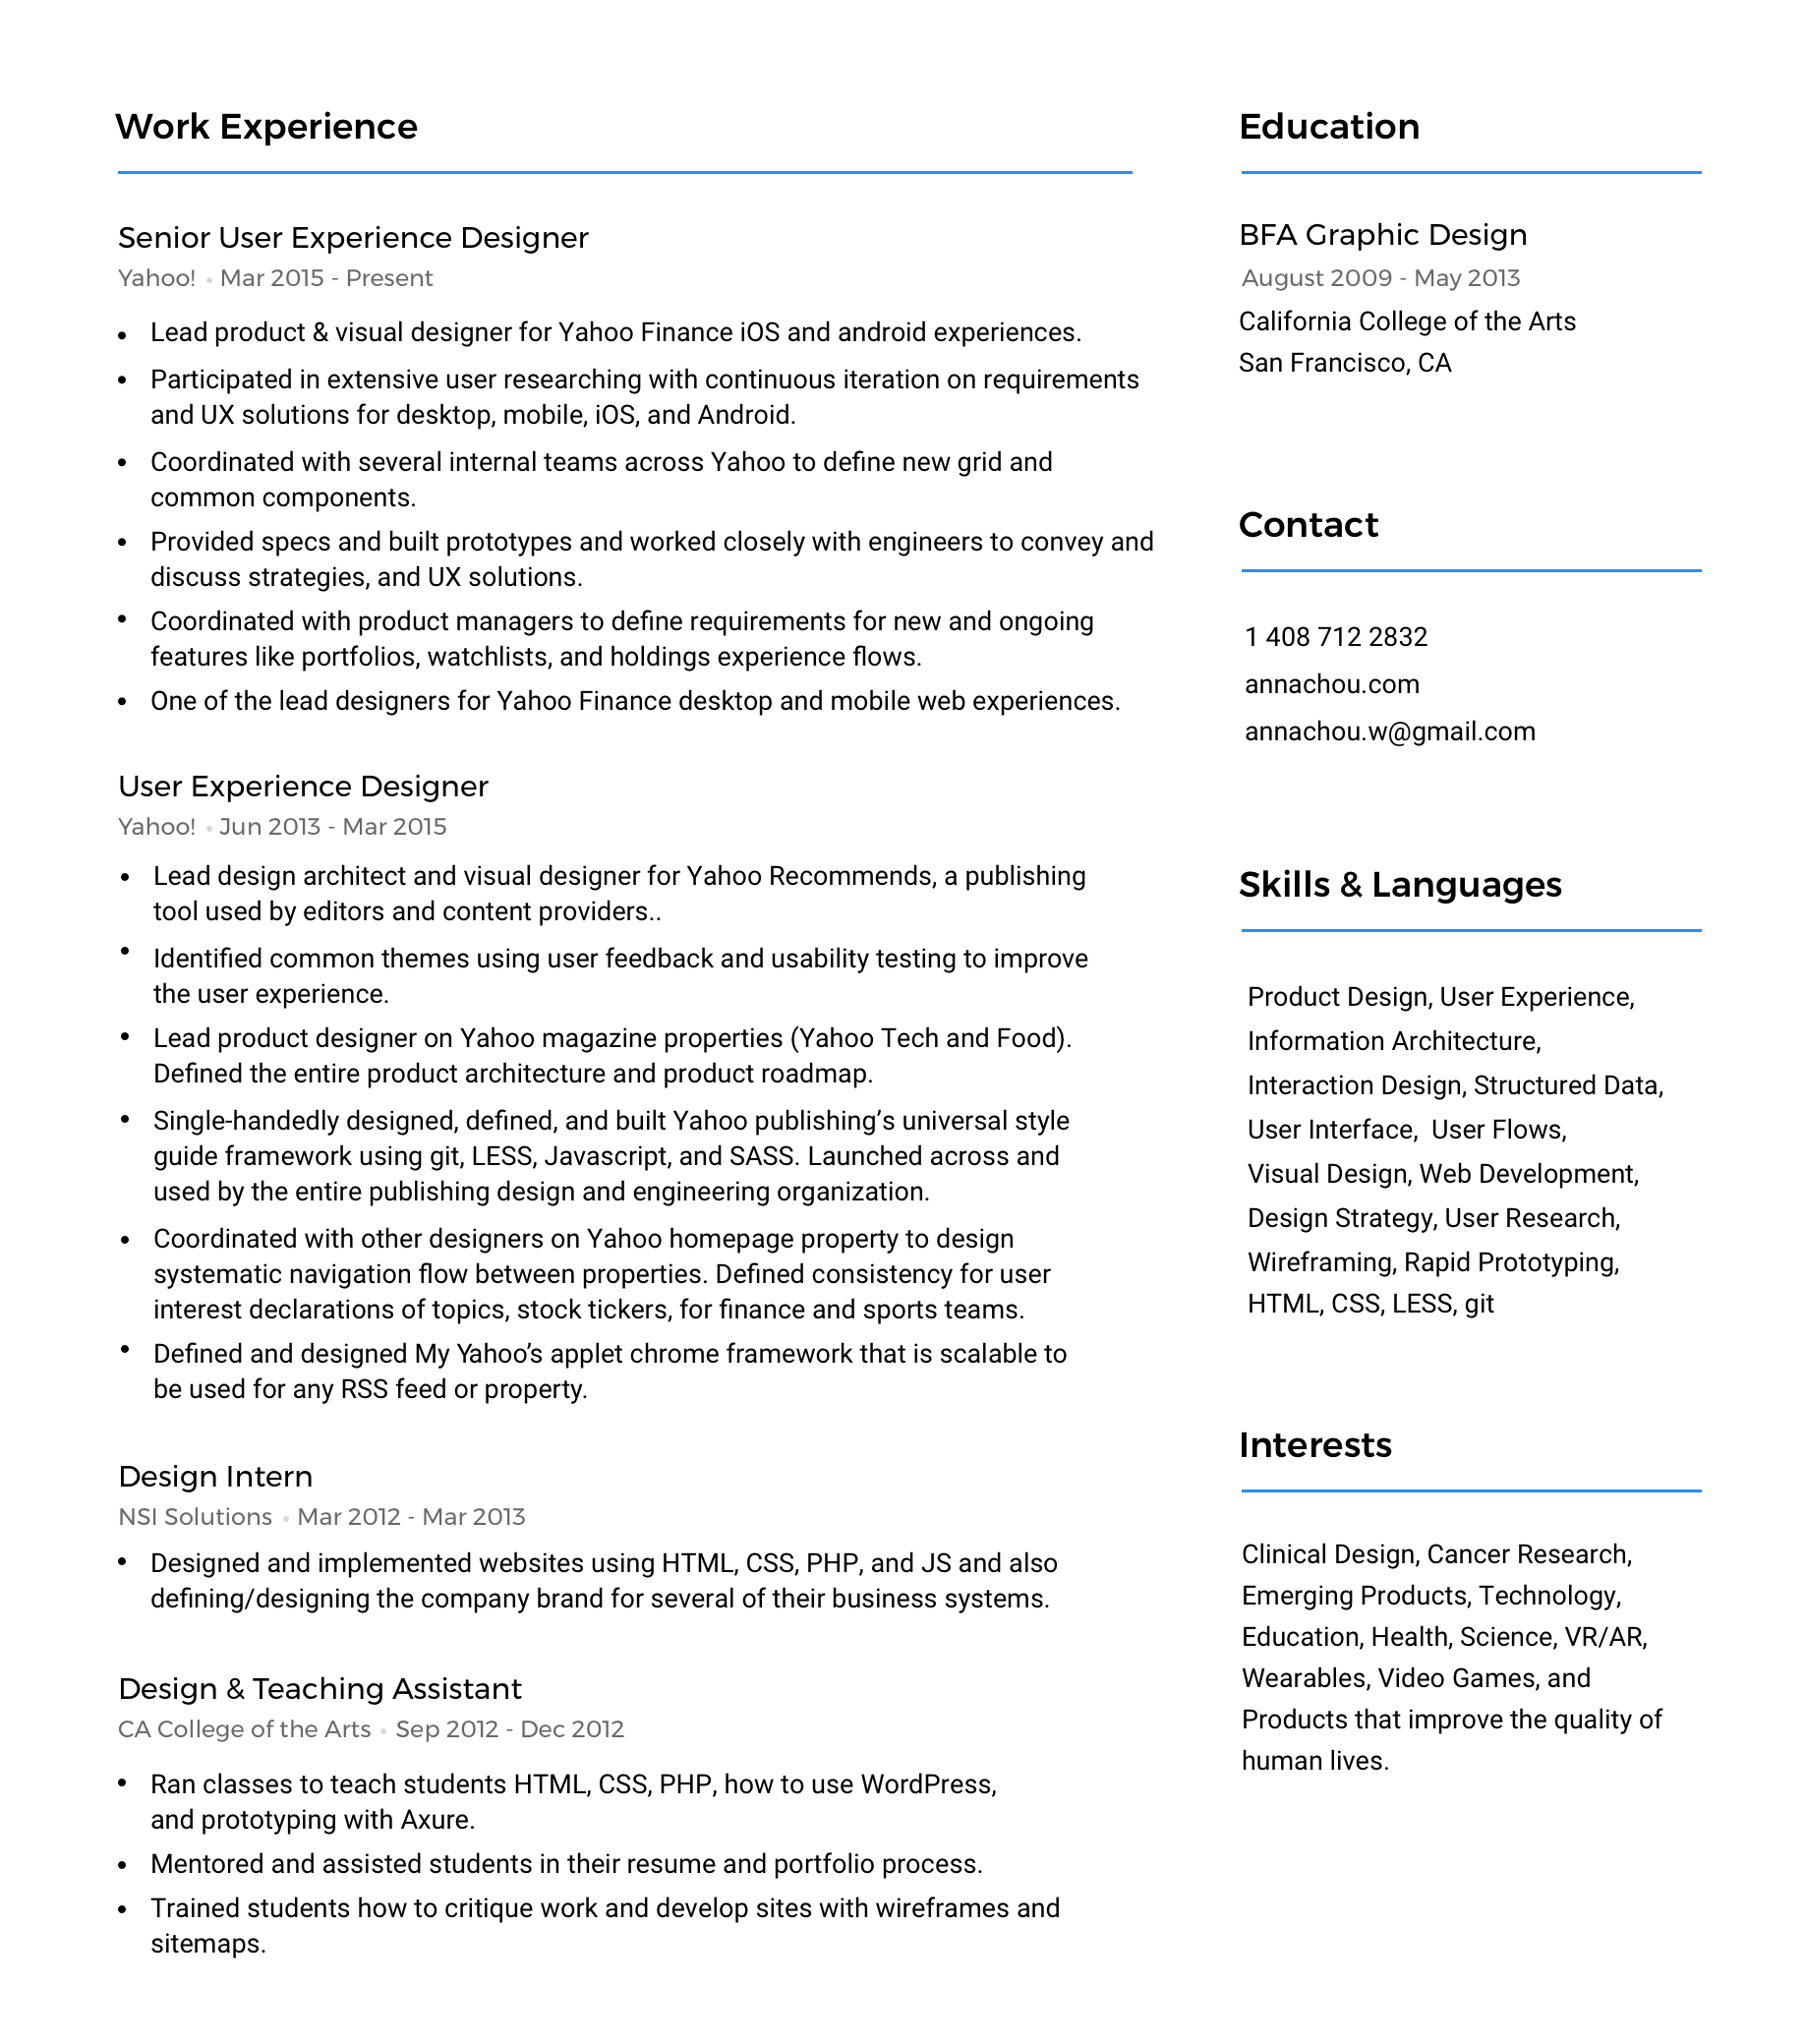 Work Experience
Senior User Experience Designer
Yahoo! • Mar 2015 - Present
• Lead product & visual designer for Yahoo Finance iOS and android experiences.
• Participated in extensive user researching with continuous iteration on requirements
and UX solutions for desktop, mobile, iOS, and Android.
• Coordinated with several internal teams across Yahoo to define new grid and
common components.
• Provided specs and built prototypes and worked closely with engineers to convey and
discuss strategies, and UX solutions.
• Coordinated with product managers to define requirements for new and ongoing
features like portfolios, watchlists, and holdings experience flows.
• One of the lead designers for Yahoo Finance desktop and mobile web experiences.
User Experience Designer
Yahoo! • Jun 2013 - Mar 2015
• Lead design architect and visual designer for Yahoo Recommends, a publishing
tool used by editors and content providers..
• Identified common themes using user feedback and usability testing to improve
the user experience.
• Lead product designer on Yahoo magazine properties (Yahoo Tech and Food).
Defined the entire product architecture and product roadmap.
• Single-handedly designed, defined, and built Yahoo publishing’s universal style
guide framework using git, LESS, Javascript, and SASS. Launched across and
used by the entire publishing design and engineering organization.
• Coordinated with other designers on Yahoo homepage property to design
systematic navigation flow between properties. Defined consistency for user
interest declarations of topics, stock tickers, for finance and sports teams.
• Defined and designed My Yahoo’s applet chrome framework that is scalable to
be used for any RSS feed or property.
Design Intern
NSI Solutions • Mar 2012 - Mar 2013
• Designed and implemented websites using HTML, CSS, PHP, and JS and also
defining/designing the company brand for several of their business systems.
Design & Teaching Assistant
CA College of the Arts • Sep 2012 - Dec 2012
• Ran classes to teach students HTML, CSS, PHP, how to use WordPress,
and prototyping with Axure.
• Mentored and assisted students in their resume and portfolio process.
• Trained students how to critique work and develop sites with wireframes and
sitemaps.
Education
BFA Graphic Design
August 2009 - May 2013
California College of the Arts
San Francisco, CA
Contact
1 408 712 2832
annachou.com
annachou.w@gmail.com
Skills & Languages
Product Design, User Experience,
Information Architecture,
Interaction Design, Structured Data,
User Interface,  User Flows,
Visual Design, Web Development,
Design Strategy, User Research,
Wireframing, Rapid Prototyping,
HTML, CSS, LESS, git
Interests
Clinical Design, Cancer Research,
Emerging Products, Technology,
Education, Health, Science, VR/AR,
Wearables, Video Games, and
Products that improve the quality of
human lives.